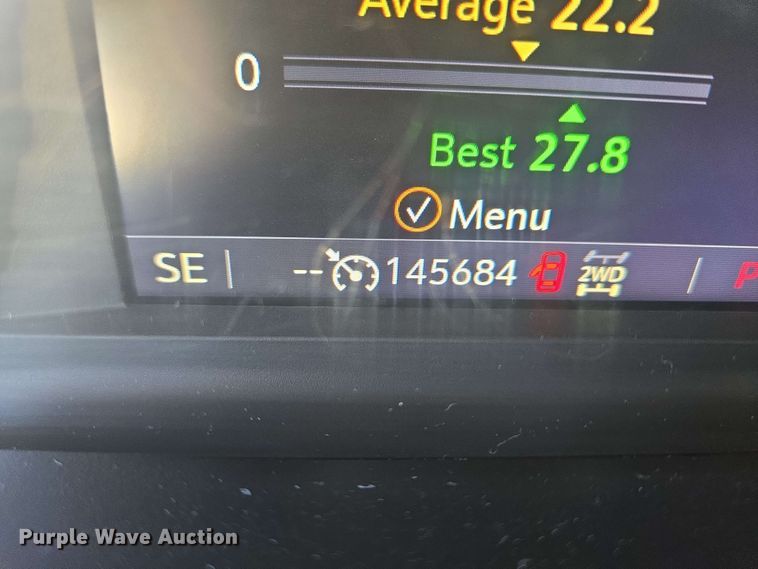 Average 22.2
0
Best 27.8
Menu
SE -- 145684 2WD P
Purple Wave Auction